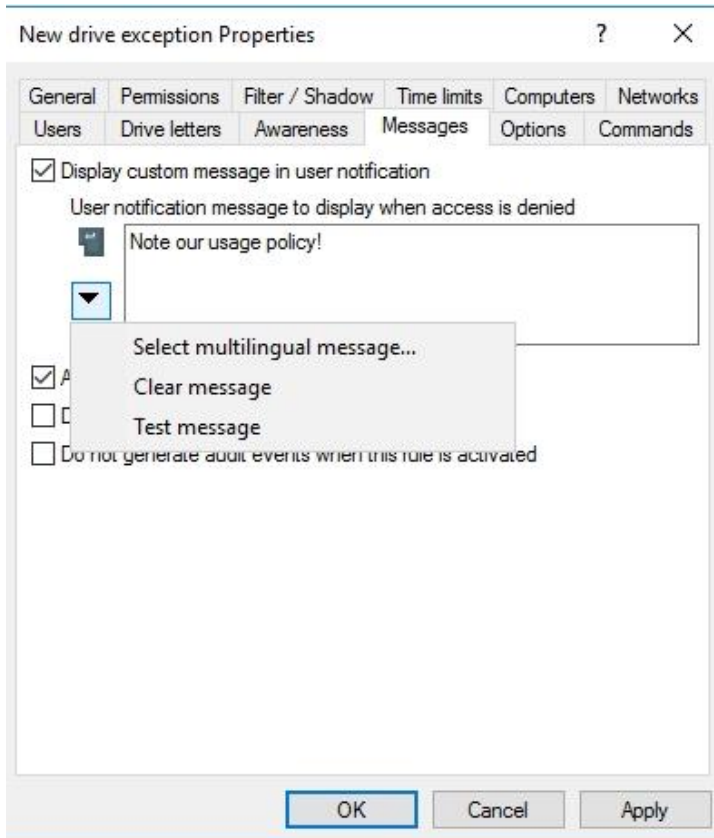 New drive exception Properties ?
General Permissions Filter / Shadow Time limits Computers Networks
Users Drive letters Awareness Messages Options Commands
Display custom message in user notification
User notification message to display when access is denied
Note our usage policy!
Select multilingual message...
Clear message
Test message
Do not generate audit events when this rule is activated
OK Cancel Apply